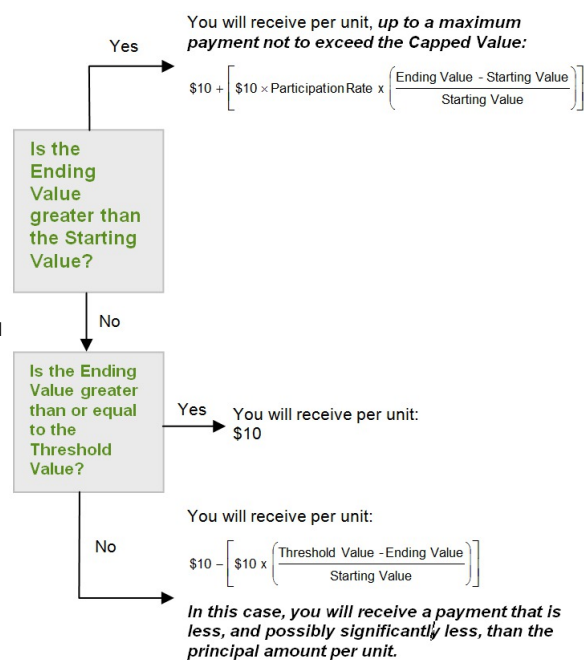 You will receive per unit, up to a maximum
payment not to exceed the Capped Value:
Yes
$10 + [ $10 × Participation Rate x ( Ending Value - Starting Value
Starting Value ) ]
Is the
Ending
Value
greater than
the Starting
Value?
No
Is the Ending
Value greater
than or equal
to the
Threshold
Value?
Yes
You will receive per unit:
$10
No
You will receive per unit:
$10 – [ $10 x ( Threshold Value - Ending Value
Starting Value ) ]
In this case, you will receive a payment that is
less, and possibly significantly less, than the
principal amount per unit.